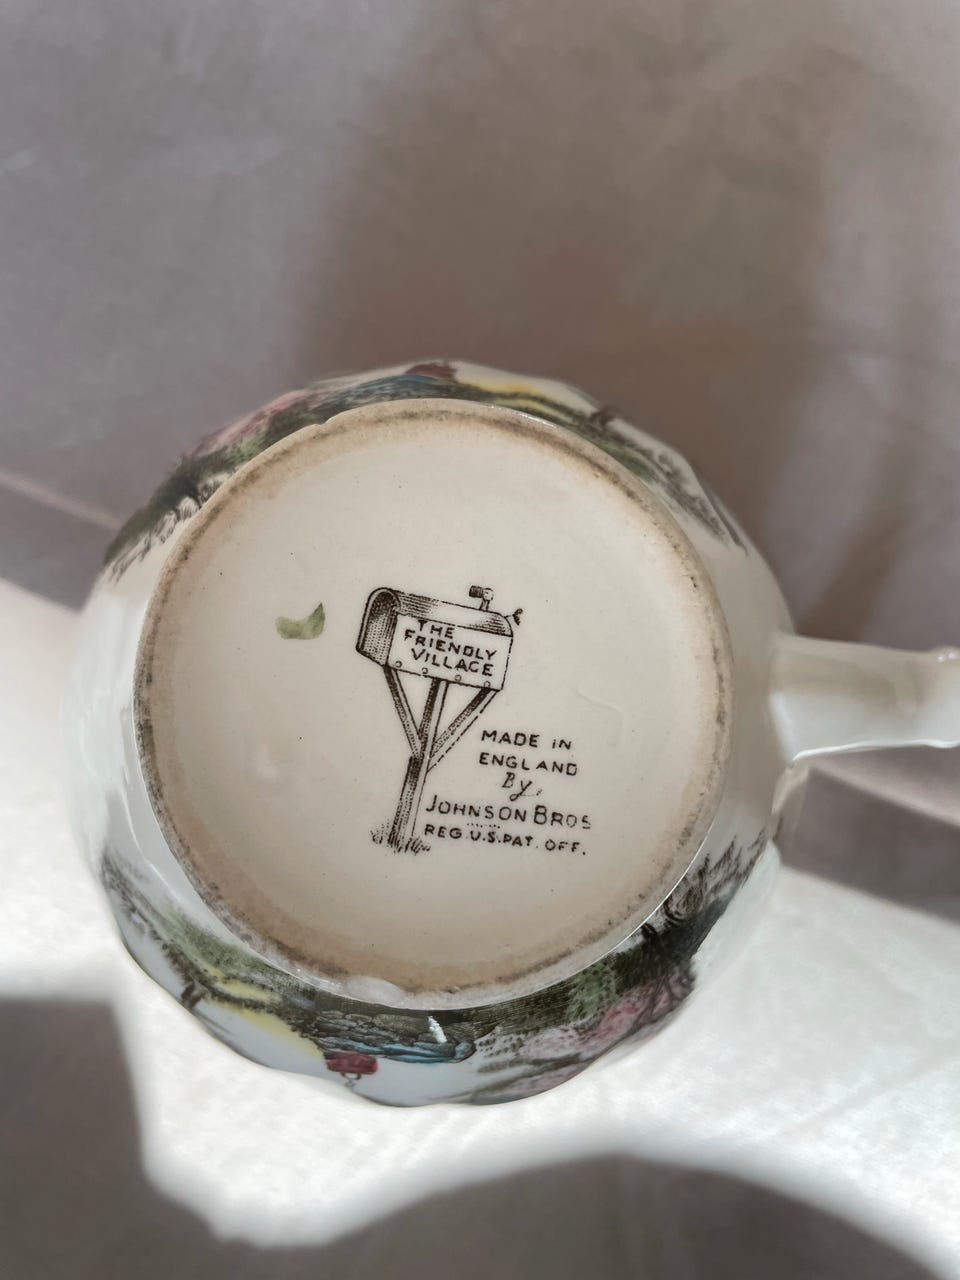 THE
FRIENDLY
VILLAGE
MADE IN
ENGLAND
By
JOHNSON BROS
REG. U.S. PAT. OFF.